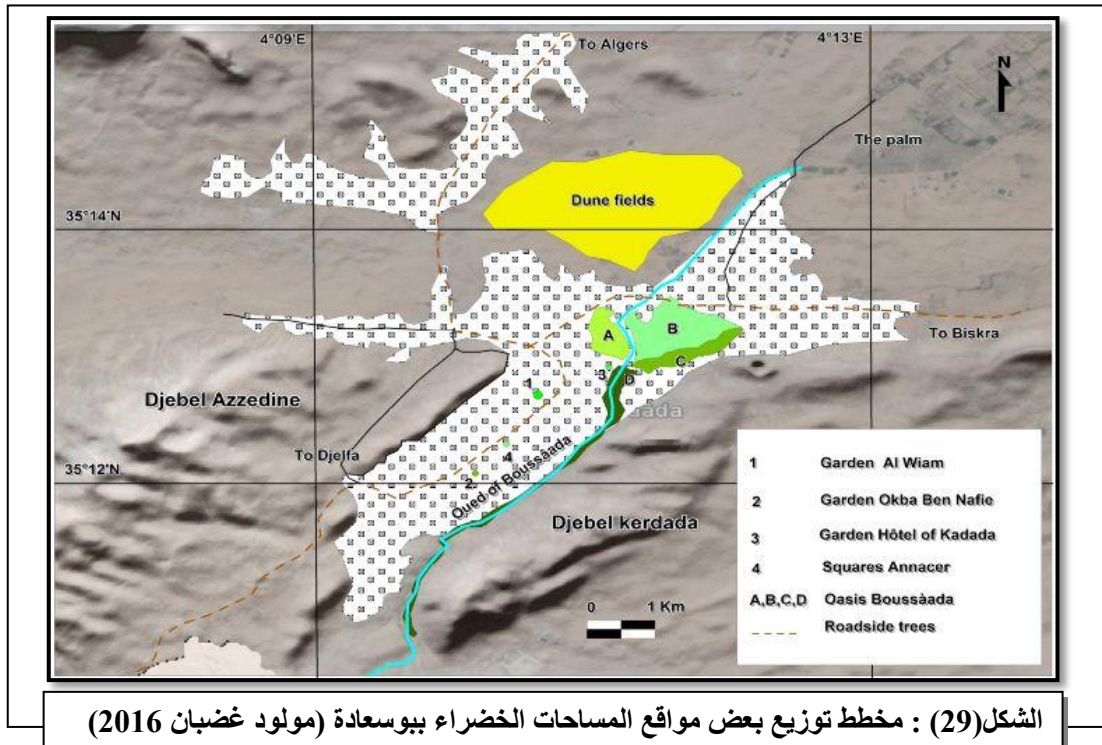 4°09'E
To Algers
4°13'E
N
The palm
Dune fields
35°14'N
A
B
To Biskra
C
3
D
1
Djebel Azzedine
To Djelfa
4
35°12'N
2
Oued of Boussàada
Djebel kerdada
0 1 Km
1 Garden Al Wiam
2 Garden Okba Ben Nafie
3 Garden Hôtel of Kadada
4 Squares Annacer
A,B,C,D Oasis Boussàada
Roadside trees
الشكل(29) : مخطط توزيع بعض مواقع المساحات الخضراء ببوسعادة (مولود غضبان 2016)